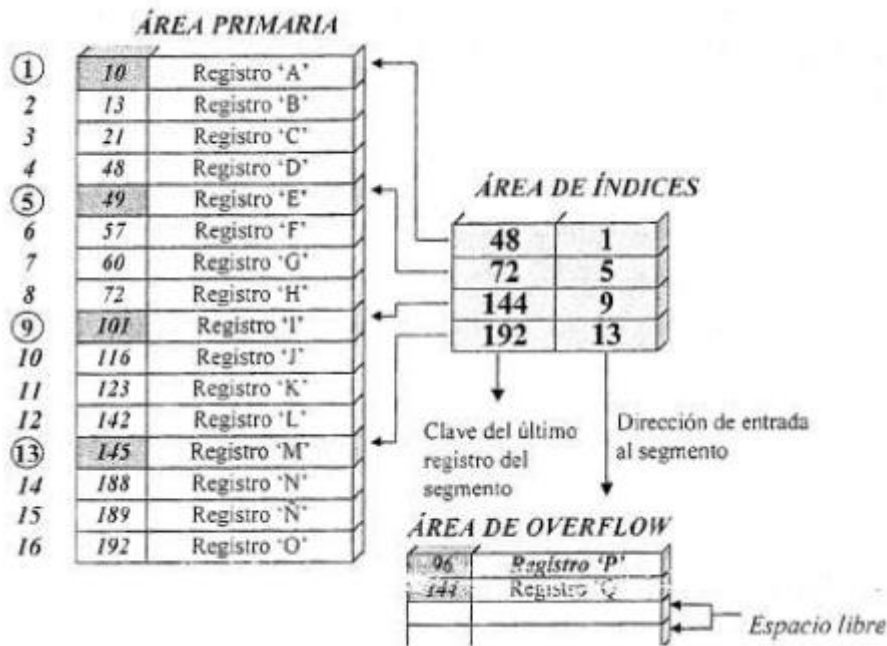 ÁREA PRIMARIA
1 10 Registro 'A'
2 13 Registro 'B'
3 21 Registro 'C'
4 48 Registro 'D'
5 49 Registro 'E'
6 57 Registro 'F'
7 60 Registro 'G'
8 72 Registro 'H'
9 101 Registro 'I'
10 116 Registro 'J'
11 123 Registro 'K'
12 142 Registro 'L'
13 145 Registro 'M'
14 188 Registro 'N'
15 189 Registro 'Ñ'
16 192 Registro 'O'
ÁREA DE ÍNDICES
48 1
72 5
144 9
192 13
Clave del último
registro del
segmento
Dirección de entrada
al segmento
ÁREA DE OVERFLOW
96 Registro 'P'
144 Registro 'Q
Espacio libre